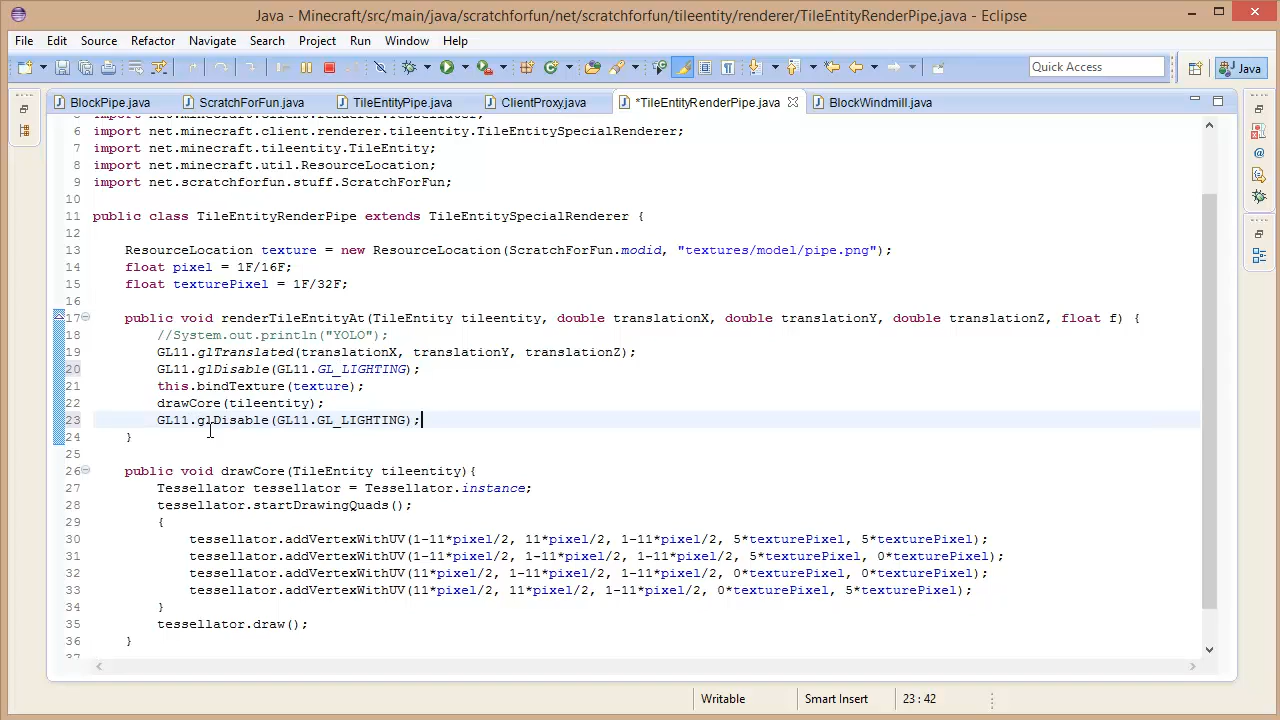 Java - Minecraft/src/main/java/scratchforfun/net/scratchforfun/tileentity/renderer/TileEntityRenderPipe.java - Eclipse
File Edit Source Refactor Navigate Search Project Run Window Help
Quick Access Java
BlockPipe.java ScratchForFun.java TileEntityPipe.java ClientProxy.java *TileEntityRenderPipe.java BlockWindmill.java
6 import net.minecraft.client.renderer.tileentity.TileEntitySpecialRenderer;
7 import net.minecraft.tileentity.TileEntity;
8 import net.minecraft.util.ResourceLocation;
9 import net.scratchforfun.stuff.ScratchForFun;
10
11 public class TileEntityRenderPipe extends TileEntitySpecialRenderer {
12
13 ResourceLocation texture = new ResourceLocation(ScratchForFun.modid, "textures/model/pipe.png");
14 float pixel = 1F/16F;
15 float texturePixel = 1F/32F;
16
17 public void renderTileEntityAt(TileEntity tileentity, double translationX, double translationY, double translationZ, float f) {
18 //System.out.println("YOLO");
19 GL11.glTranslated(translationX, translationY, translationZ);
20 GL11.glDisable(GL11.GL_LIGHTING);
21 this.bindTexture(texture);
22 drawCore(tileentity);
23 GL11.glDisable(GL11.GL_LIGHTING);
24 }
25
26 public void drawCore(TileEntity tileentity){
27 Tessellator tessellator = Tessellator.instance;
28 tessellator.startDrawingQuads();
29 {
30 tessellator.addVertexWithUV(1-11*pixel/2, 11*pixel/2, 1-11*pixel/2, 5*texturePixel, 5*texturePixel);
31 tessellator.addVertexWithUV(1-11*pixel/2, 1-11*pixel/2, 1-11*pixel/2, 5*texturePixel, 0*texturePixel);
32 tessellator.addVertexWithUV(11*pixel/2, 1-11*pixel/2, 1-11*pixel/2, 0*texturePixel, 0*texturePixel);
33 tessellator.addVertexWithUV(11*pixel/2, 11*pixel/2, 1-11*pixel/2, 0*texturePixel, 5*texturePixel);
34 }
35 tessellator.draw();
36 }
Writable Smart Insert 23 : 42